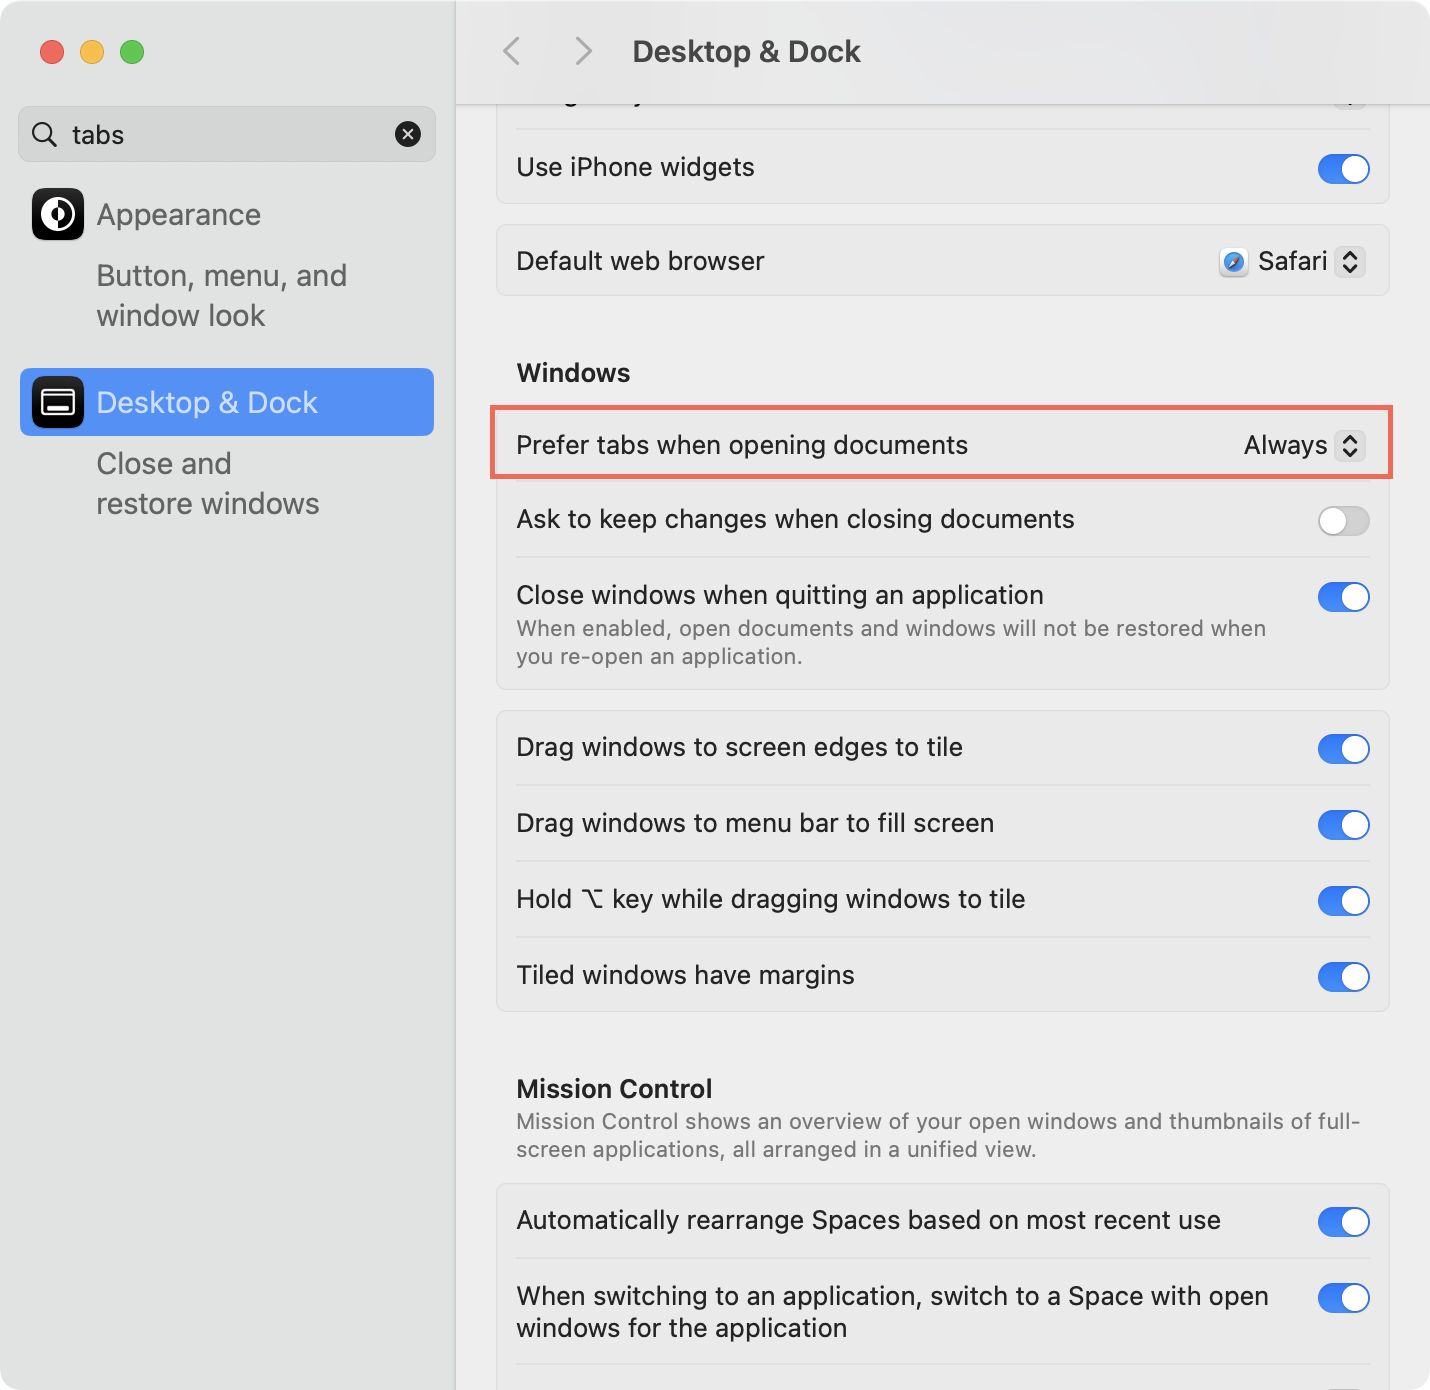 Desktop & Dock
tabs
Appearance
Button, menu, and
window look
Desktop & Dock
Close and
restore windows
Use iPhone widgets
Default web browser
Safari
Windows
Prefer tabs when opening documents
Always
Ask to keep changes when closing documents
Close windows when quitting an application
When enabled, open documents and windows will not be restored when
you re-open an application.
Drag windows to screen edges to tile
Drag windows to menu bar to fill screen
Hold ⌥ key while dragging windows to tile
Tiled windows have margins
Mission Control
Mission Control shows an overview of your open windows and thumbnails of full-
screen applications, all arranged in a unified view.
Automatically rearrange Spaces based on most recent use
When switching to an application, switch to a Space with open
windows for the application